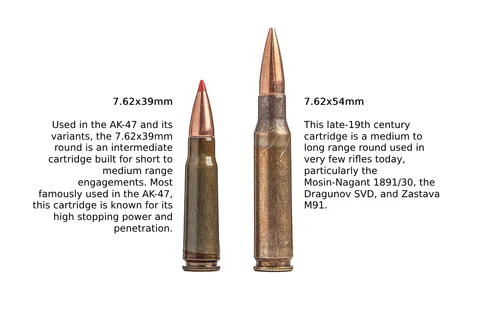 7.62x39mm
Used in the AK-47 and its
variants, the 7.62x39mm
round is an intermediate
cartridge built for short to
medium range
engagements. Most
famously used in the AK-47,
this cartridge is known for its
high stopping power and
penetration.
7.62x54mm
This late-19th century
cartridge is a medium to
long range round used in
very few rifles today,
particularly the
Mosin-Nagant 1891/30, the
Dragunov SVD, and Zastava
M91.